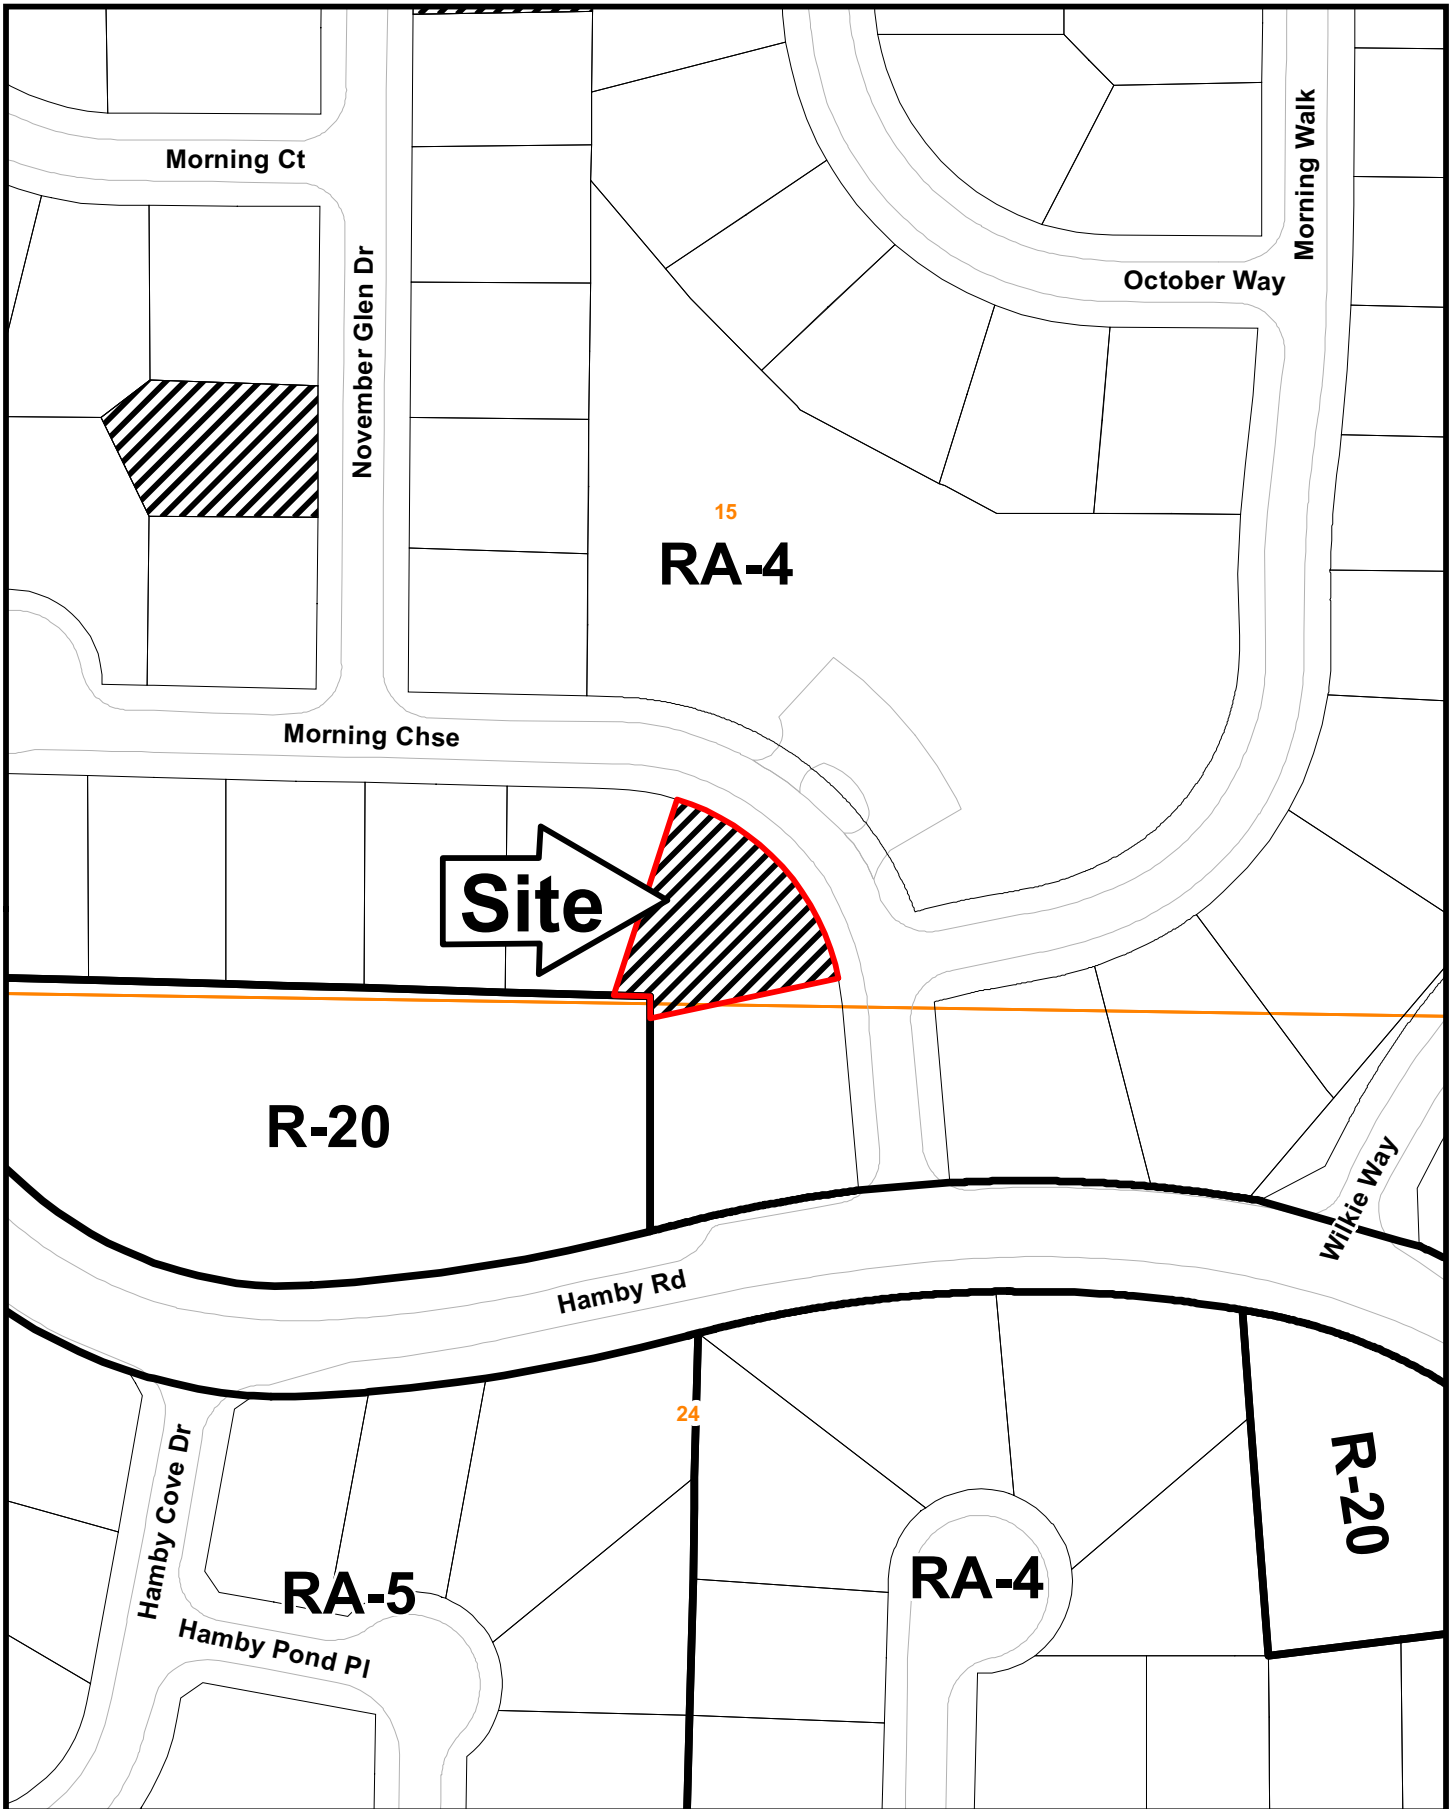 Morning Ct
November Glen Dr
Morning Walk
October Way
15
RA-4
Morning Chse
Site
R-20
Wilkie Way
Hamby Rd
24
Hamby Cove Dr
R-20
RA-5
RA-4
Hamby Pond Pl